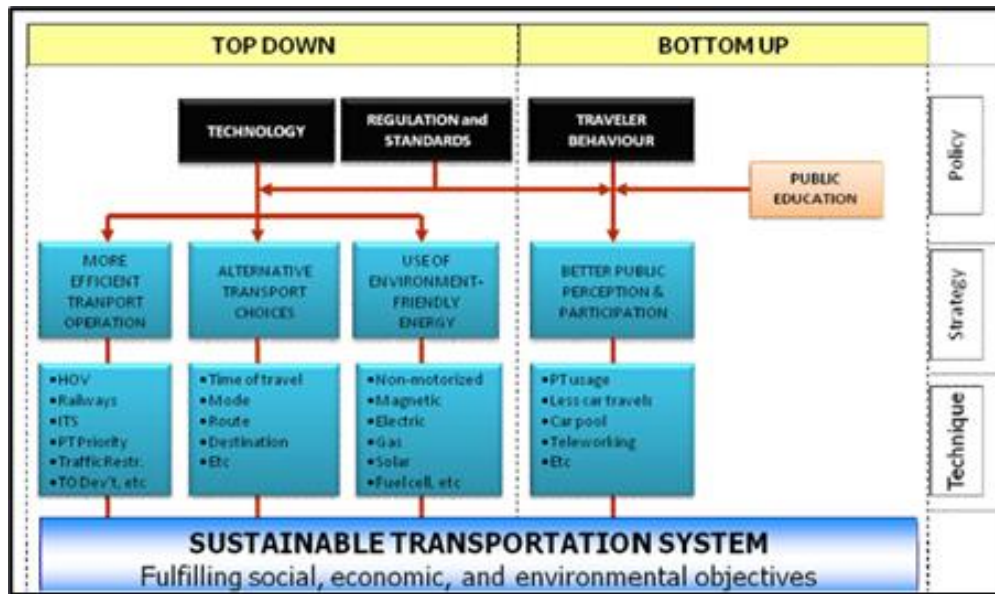 TOP DOWN
BOTTOM UP
TECHNOLOGY
REGULATION and
STANDARDS
TRAVELER
BEHAVIOUR
PUBLIC
EDUCATION
Policy
MORE
EFFICIENT
TRANPORT
OPERATION
ALTERNATIVE
TRANSPORT
CHOICES
USE OF
ENVIRONMENT-
FRIENDLY
ENERGY
BETTER PUBLIC
PERCEPTION &
PARTICIPATION
Strategy
•HOV
•Railways
•ITS
•PT Priority
•Traffic Restr.
•TO Dev't, etc
•Time of travel
•Mode
•Route
•Destination
•Etc
•Non-motorized
•Magnetic
•Electric
•Gas
•Solar
•Fuel cell, etc
•PT usage
•Less car travels
•Car pool
•Teleworking
•Etc
Technique
SUSTAINABLE TRANSPORTATION SYSTEM
Fulfilling social, economic, and environmental objectives